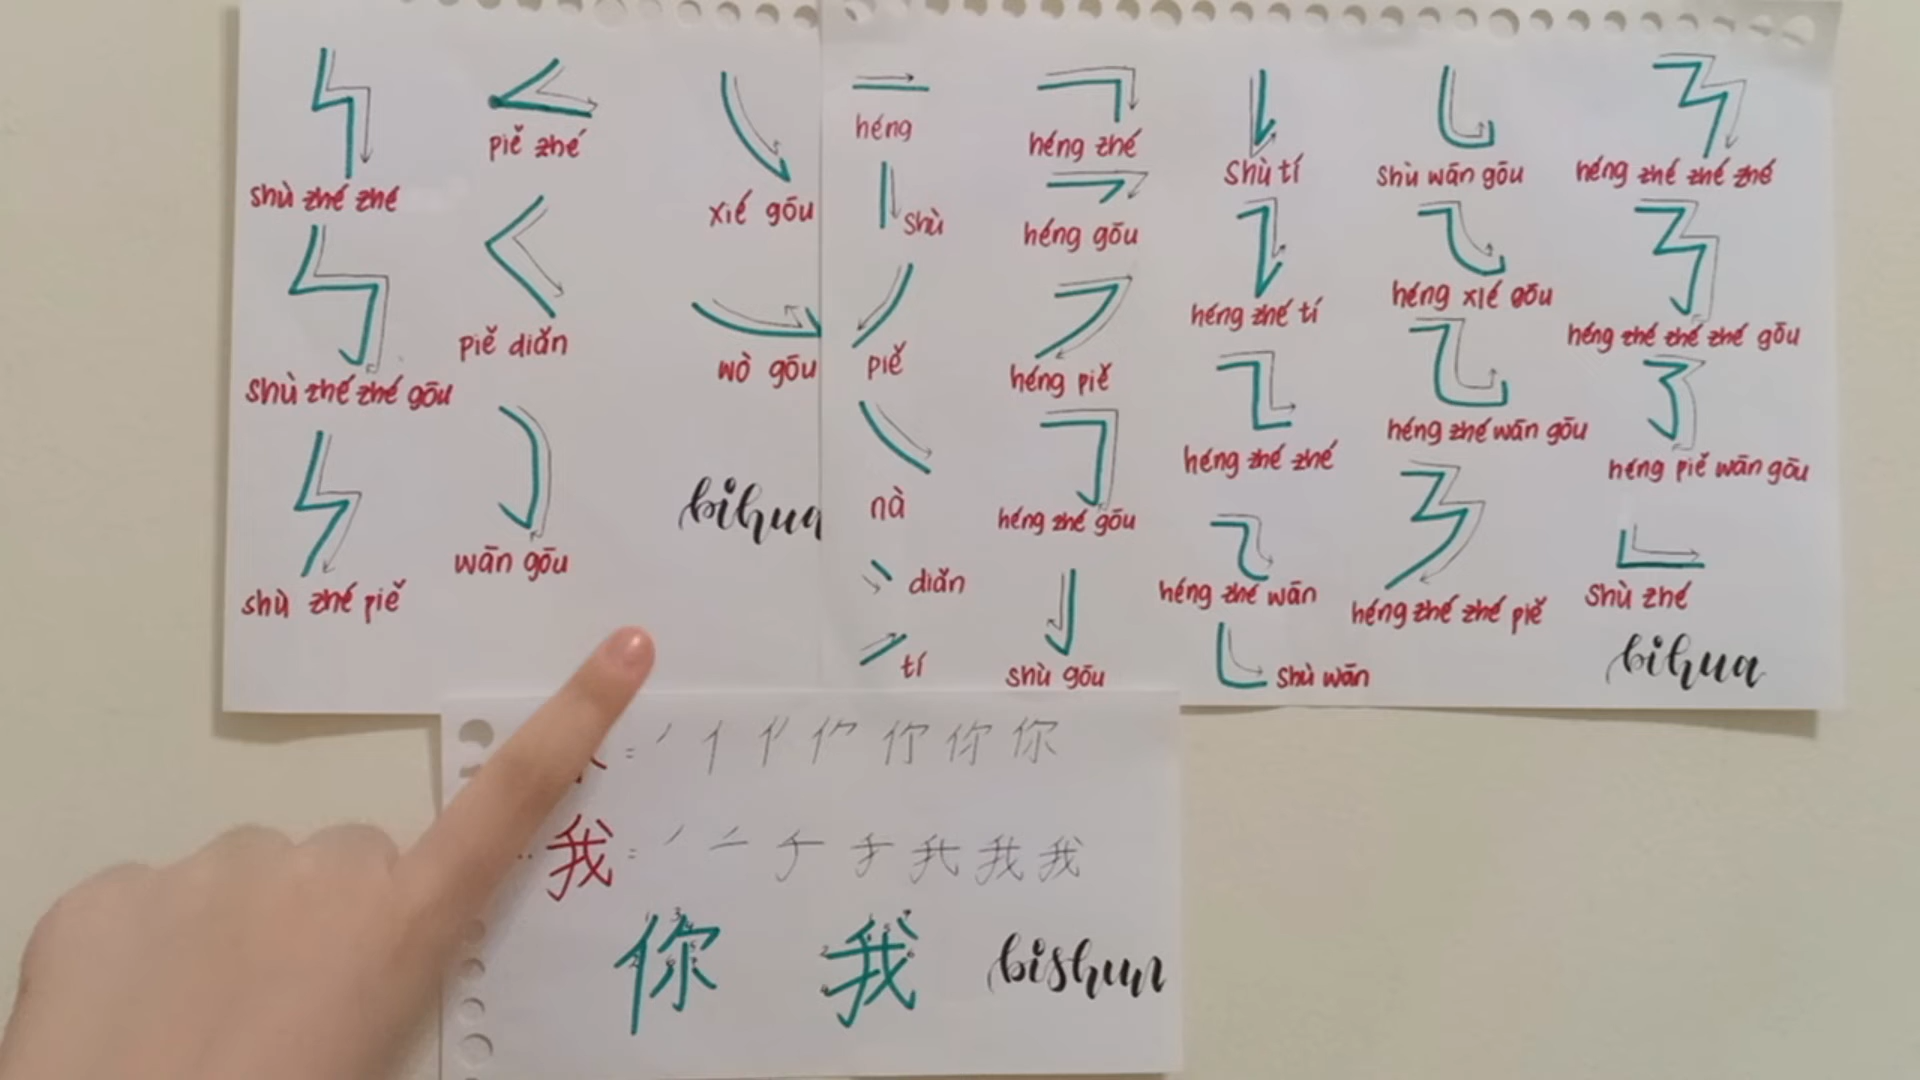 shù zhé zhé
shù zhé zhé gōu
shù zhé piě
piě zhé
piě diǎn
wān gōu
xié gōu
wò gōu
bihua
héng
shù
piě
nà
diǎn
tí
héng zhé
héng gōu
héng piě
héng zhé gōu
shù gōu
shù tí
héng zhé tí
héng zhé zhé
héng zhé wān
shù wān
shù wān gōu
héng xié gōu
héng zhé wān gōu
héng zhé zhé piě
héng zhé zhé zhé
héng zhé zhé zhé gōu
héng piě wān gōu
shù zhé
bihua
: 你
我 : 我
你 我 bishun